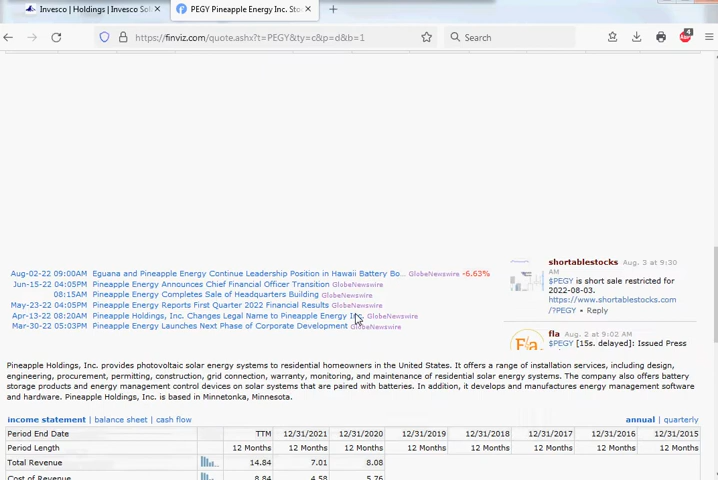 Invesco | Holdings | Invesco Sol
PEGY Pineapple Energy Inc. Sto
https://finviz.com/quote.ashx?t=PEGY&ty=c&p=d&b=1
Search
4
Aug-02-22 09:00AM Eguana and Pineapple Energy Continue Leadership Position in Hawaii Battery Bo... GlobeNewswire -6.63%
Jun-15-22 04:05PM Pineapple Energy Announces Chief Financial Officer Transition GlobeNewswire
08:15AM Pineapple Energy Completes Sale of Headquarters Building GlobeNewswire
May-23-22 04:05PM Pineapple Energy Reports First Quarter 2022 Financial Results GlobeNewswire
Apr-13-22 08:20AM Pineapple Holdings, Inc. Changes Legal Name to Pineapple Energy Inc. GlobeNewswire
Mar-30-22 05:03PM Pineapple Energy Launches Next Phase of Corporate Development GlobeNewswire
shortablestocks Aug. 3 at 9:30
AM
$PEGY is short sale restricted for
2022-08-03.
https://www.shortablestocks.com
/?PEGY • Reply
F/a
fla Aug. 2 at 9:02 AM
$PEGY [15s. delayed]: Issued Press
Pineapple Holdings, Inc. provides photovoltaic solar energy systems to residential homeowners in the United States. It offers a range of installation services, including design,
engineering, procurement, permitting, construction, grid connection, warranty, monitoring, and maintenance of residential solar energy systems. The company also offers battery
storage products and energy management control devices on solar systems that are paired with batteries. In addition, it develops and manufactures energy management software
and hardware. Pineapple Holdings, Inc. is based in Minnetonka, Minnesota.
income statement | balance sheet | cash flow annual | quarterly
Period End Date TTM 12/31/2021 12/31/2020 12/31/2019 12/31/2018 12/31/2017 12/31/2016 12/31/2015
Period Length 12 Months 12 Months 12 Months 12 Months 12 Months 12 Months 12 Months 12 Months
Total Revenue 14.84 7.01 8.08
Cost of Revenue 8.84 4.58 5.76